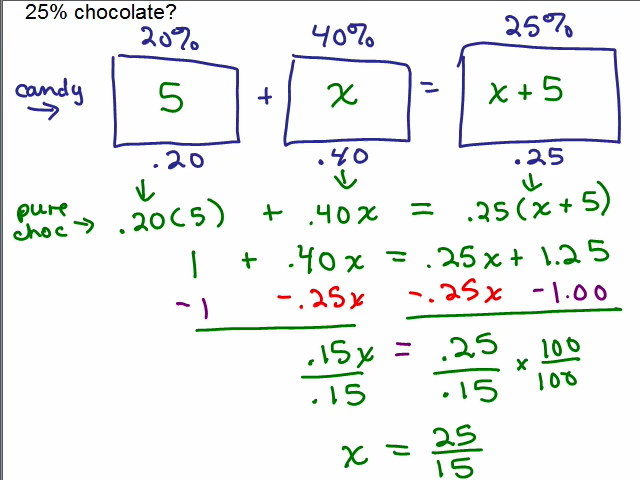 25% chocolate?
20% 40% 25%
candy → 5 + x = x + 5
.20 .40 .25
pure choc → .20(5) + .40x = .25(x + 5)
1 + .40x = .25x + 1.25
-1 -.25x -.25x -1.00
.15x = .25 × 100
.15 .15 100
x = 25
15